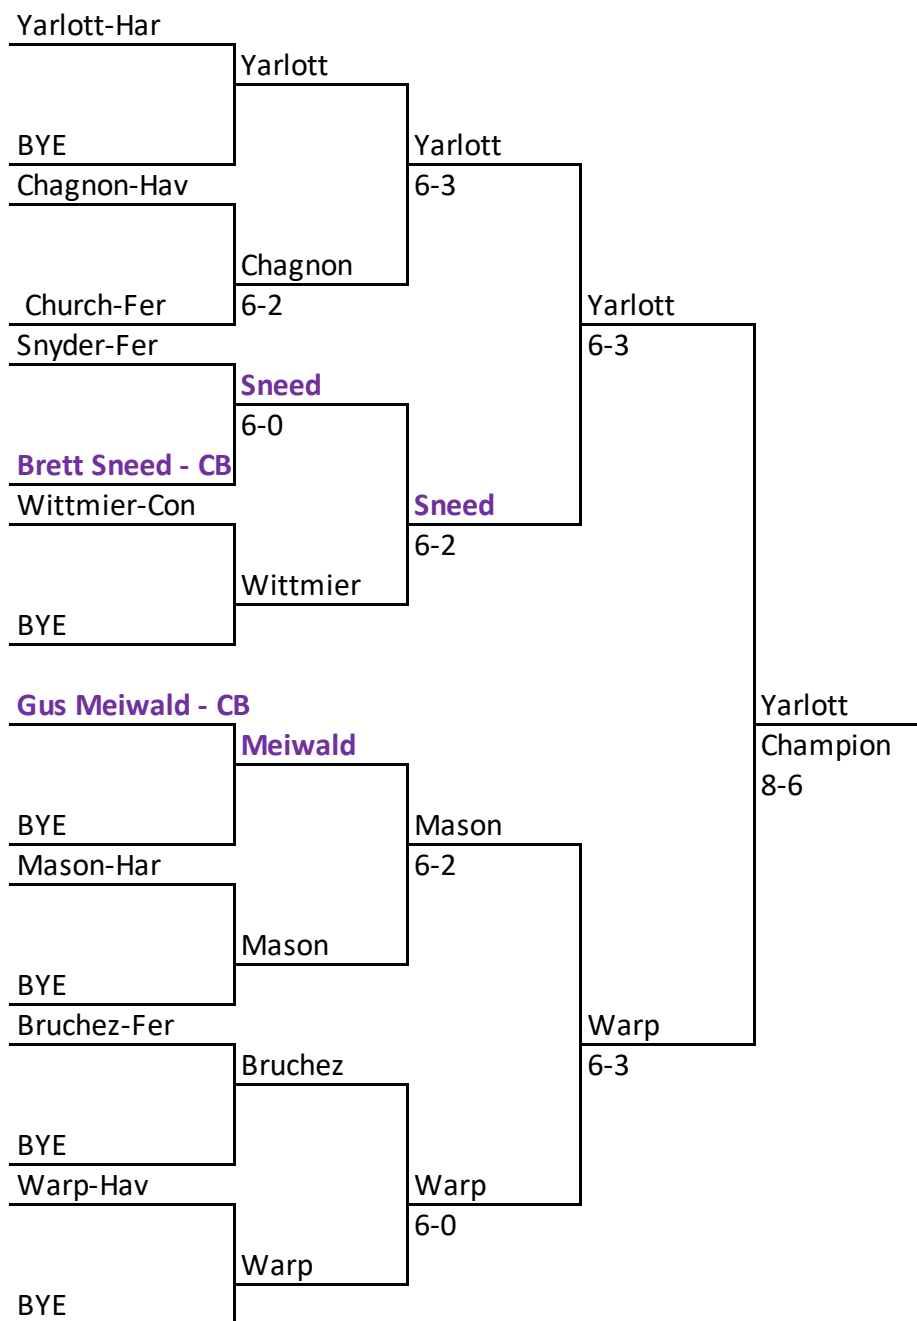 Yarlott-Har
Yarlott
BYE
Yarlott
Chagnon-Hav
6-3
Chagnon
Church-Fer
6-2
Yarlott
Snyder-Fer
6-3
Sneed
6-0
Brett Sneed - CB
Wittmier-Con
Sneed
6-2
Wittmier
BYE
Gus Meiwald - CB
Yarlott
Meiwald
Champion
8-6
BYE
Mason
Mason-Har
6-2
Mason
BYE
Bruchez-Fer
Warp
Bruchez
6-3
BYE
Warp-Hav
Warp
6-0
Warp
BYE